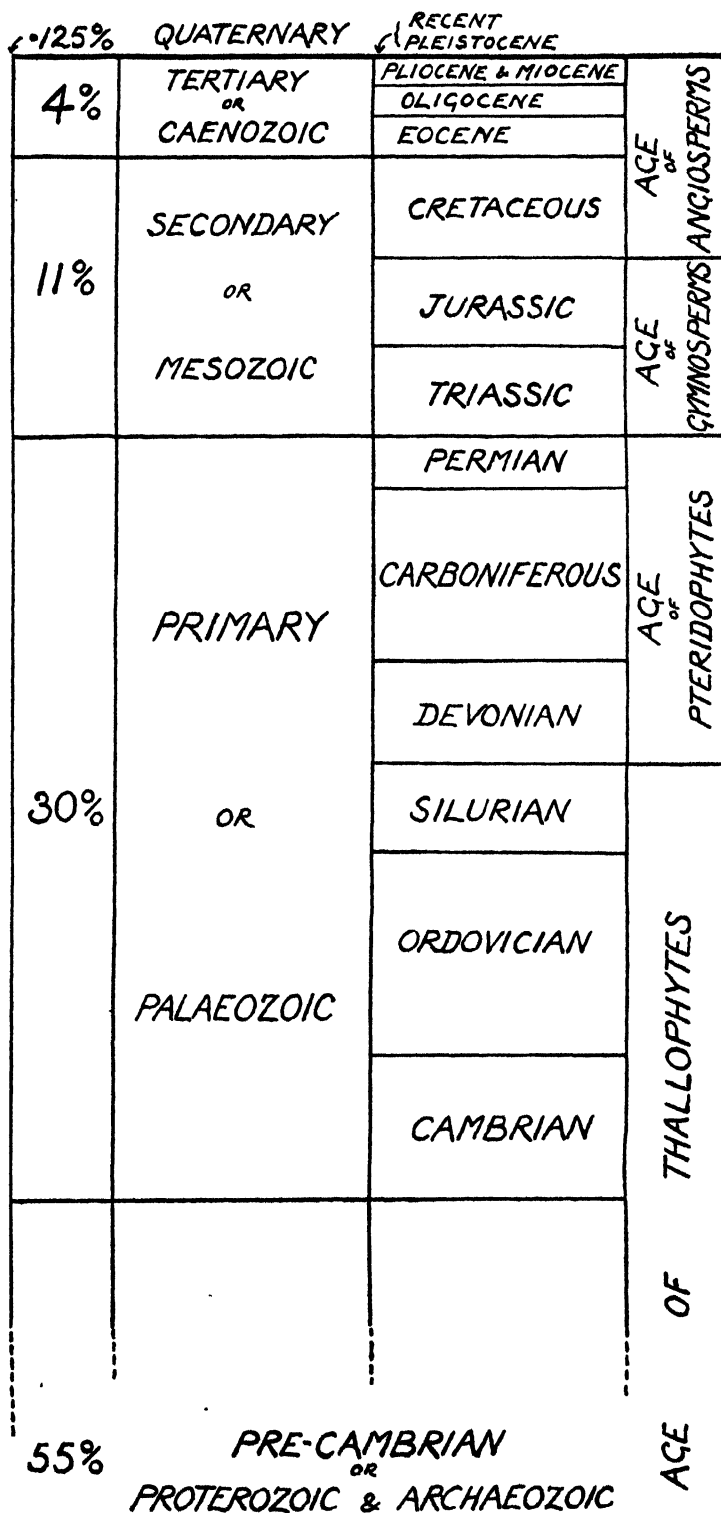 ·125% QUATERNARY RECENT
PLEISTOCENE
4% TERTIARY
OR
CAENOZOIC
PLIOCENE & MIOCENE
OLIGOCENE
EOCENE
AGE
OF
ANGIOSPERMS
11% SECONDARY
OR
MESOZOIC
CRETACEOUS
JURASSIC
TRIASSIC
AGE
OF
GYMNOSPERMS
30% PRIMARY
OR
PALAEOZOIC
PERMIAN
CARBONIFEROUS
DEVONIAN
SILURIAN
ORDOVICIAN
CAMBRIAN
AGE
OF
PTERIDOPHYTES
AGE OF THALLOPHYTES
55% PRE-CAMBRIAN
OR
PROTEROZOIC & ARCHAEOZOIC